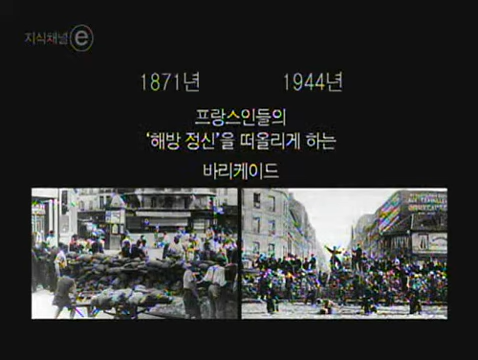 지식채널 e
1871년 1944년
프랑스인들의
‘해방 정신’을 떠올리게 하는
바리케이드